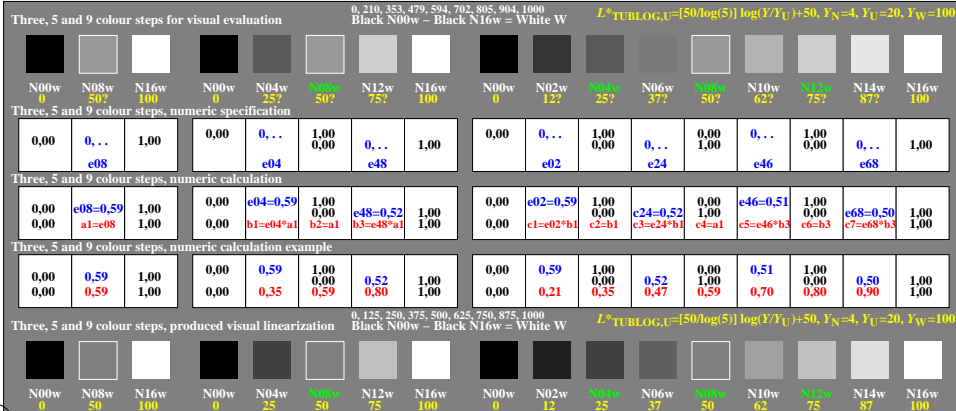 Three, 5 and 9 colour steps for visual evaluation
0, 210, 353, 479, 594, 702, 805, 904, 1000
Black N00w – Black N16w = White W
L*TUBLOG,U=[50/log(5)] log(Y/YU)+50, YN=4, YU=20, YW=100
N00w N08w N16w N00w N04w N08w N12w N16w N00w N02w N04w N06w N08w N10w N12w N14w N16w
0 50? 100 0 25? 50? 75? 100 0 12? 25? 37? 50? 62? 75? 87? 100
Three, 5 and 9 colour steps, numeric specification
0,00 0, . . 1,00 0,00 0, . . 1,00 0,00 0, . . 1,00 0,00 0, . . 1,00 0,00 0, . . 0,00 1,00 0, . . 1,00 0,00 0, . . 1,00
e08 e04 e48 e02 e24 e46 e68
Three, 5 and 9 colour steps, numeric calculation
0,00 e08=0,59 1,00 0,00 e04=0,59 1,00 0,00 e48=0,52 1,00 0,00 e02=0,59 1,00 0,00 c24=0,52 0,00 1,00 e46=0,51 1,00 0,00 e68=0,50 1,00
0,00 a1=e08 1,00 0,00 b1=e04*a1 b2=a1 b3=e48*a1 1,00 0,00 c1=e02*b1 c2=b1 c3=e24*b1 c4=a1 c5=e46*b3 c6=b3 c7=e68*b3 1,00
Three, 5 and 9 colour steps, numeric calculation example
0,00 0,59 1,00 0,00 0,59 1,00 0,00 0,52 1,00 0,00 0,59 1,00 0,00 0,52 0,00 1,00 0,51 1,00 0,00 0,50 1,00
0,00 0,59 1,00 0,00 0,35 0,59 0,80 1,00 0,00 0,21 0,35 0,47 0,59 0,70 0,80 0,90 1,00
Three, 5 and 9 colour steps, produced visual linearization
0, 125, 250, 375, 500, 625, 750, 875, 1000
Black N00w – Black N16w = White W
L*TUBLOG,U=[50/log(5)] log(Y/YU)+50, YN=4, YU=20, YW=100
N00w N08w N16w N00w N04w N08w N12w N16w N00w N02w N04w N06w N08w N10w N12w N14w N16w
0 50 100 0 25 50 75 100 0 12 25 37 50 62 75 87 100